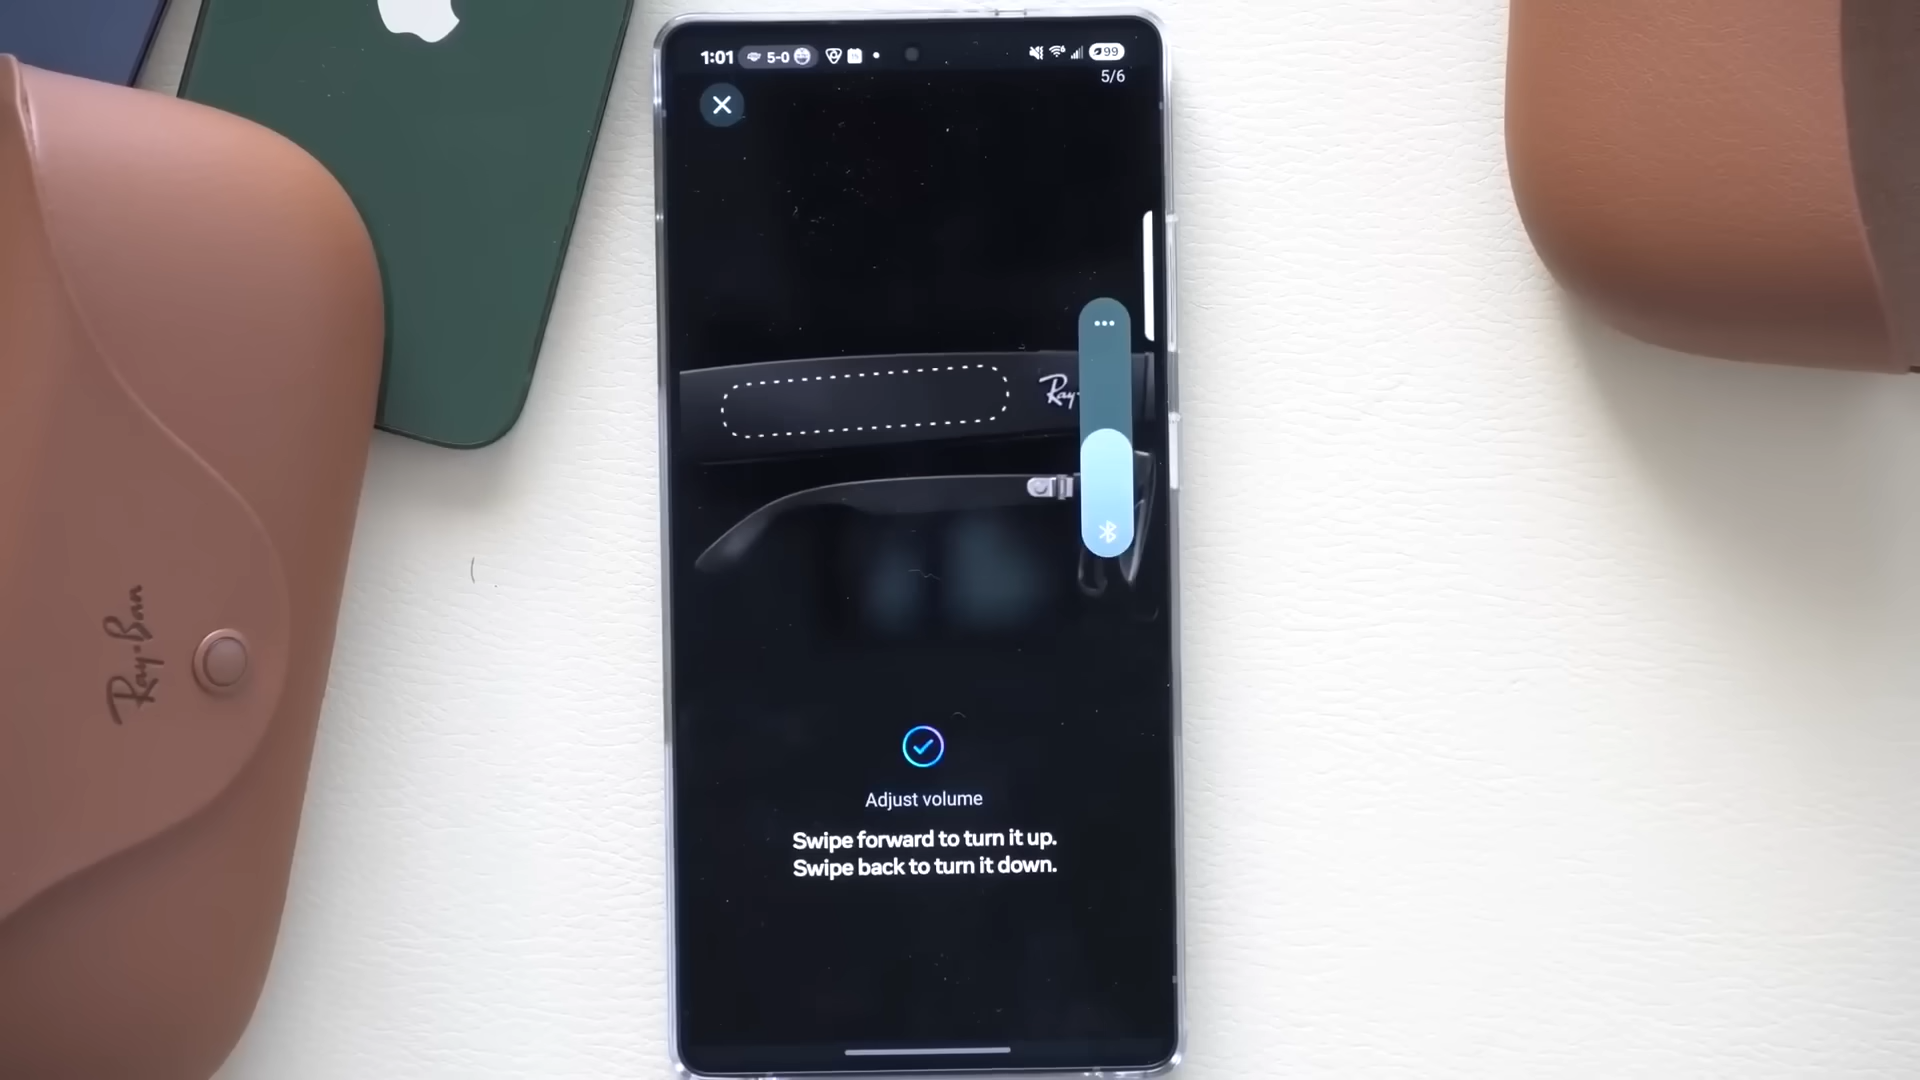 1:01
5-0
99
5/6
Ray-
Adjust volume
Swipe forward to turn it up.
Swipe back to turn it down.
Ray-Ban